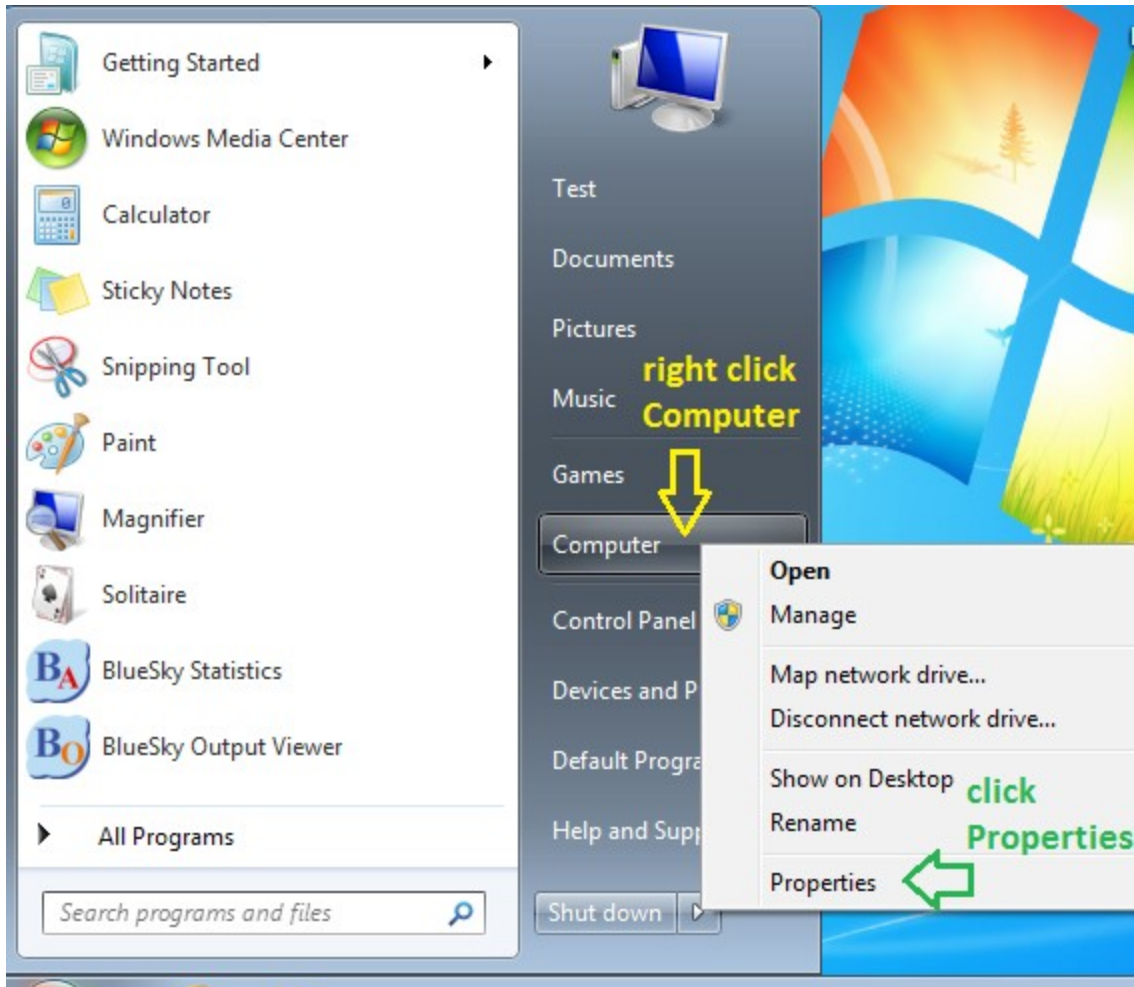 Getting Started
Windows Media Center
Calculator
Sticky Notes
Snipping Tool
Paint
Magnifier
Solitaire
BA BlueSky Statistics
BO BlueSky Output Viewer
All Programs
Search programs and files
Test
Documents
Pictures
right click
Music
Computer
Games
Computer
Control Panel
Devices and P
Default Progra
Help and Supp
Shut down
Open
Manage
Map network drive...
Disconnect network drive...
Show on Desktop
click
Rename
Properties
Properties